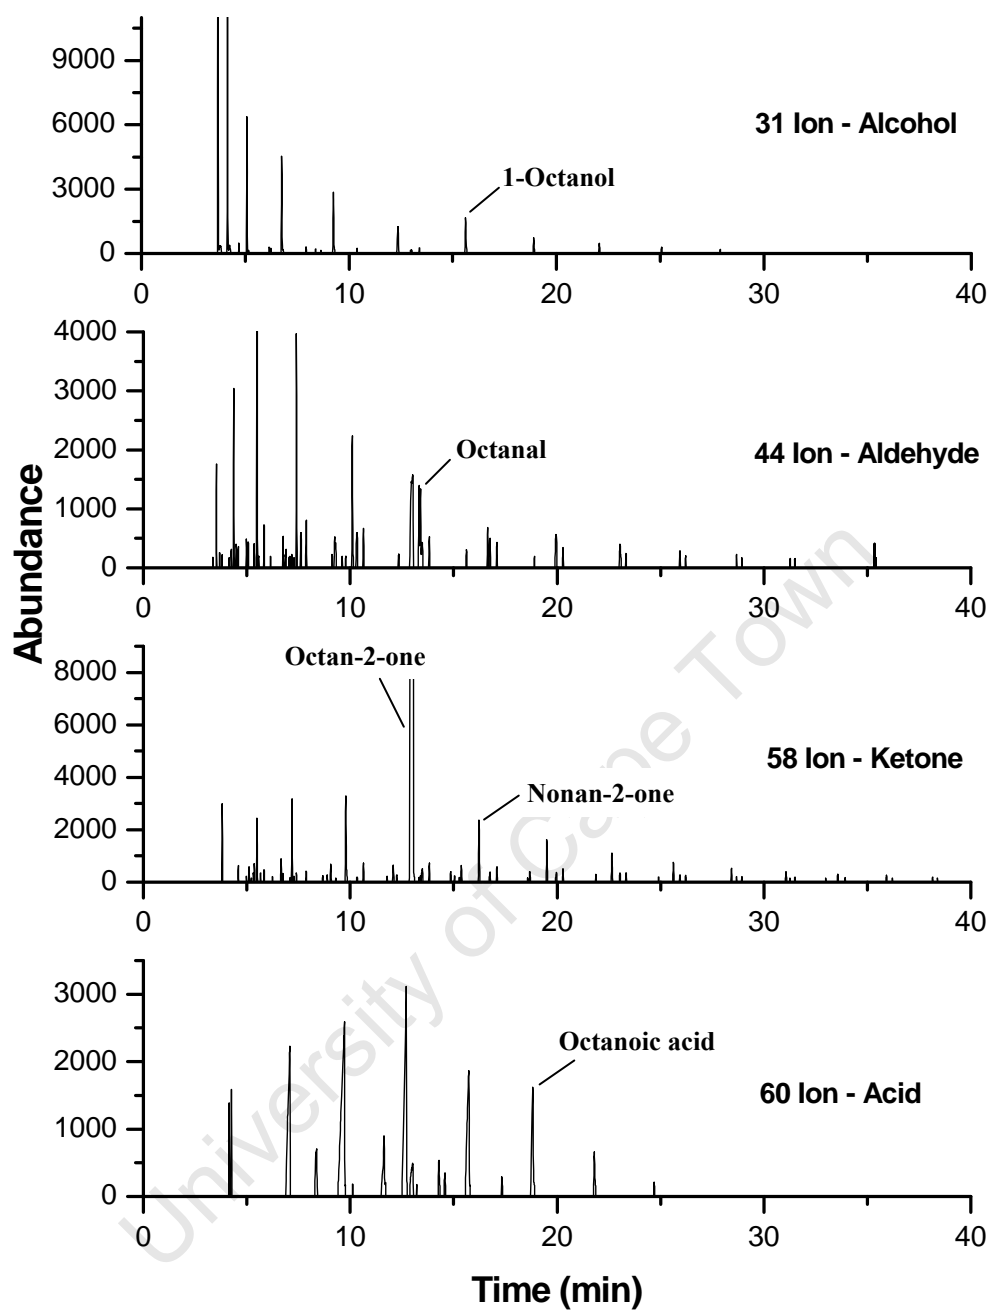 9000
6000
3000
0
31 Ion - Alcohol
1-Octanol
0 10 20 30 40
4000
3000
2000
1000
0
44 Ion - Aldehyde
Octanal
0 10 20 30 40
Abundance
8000
6000
4000
2000
0
Octan-2-one
58 Ion - Ketone
Nonan-2-one
0 10 20 30 40
3000
2000
1000
0
Octanoic acid
60 Ion - Acid
0 10 20 30 40
Time (min)
University of Cape Town